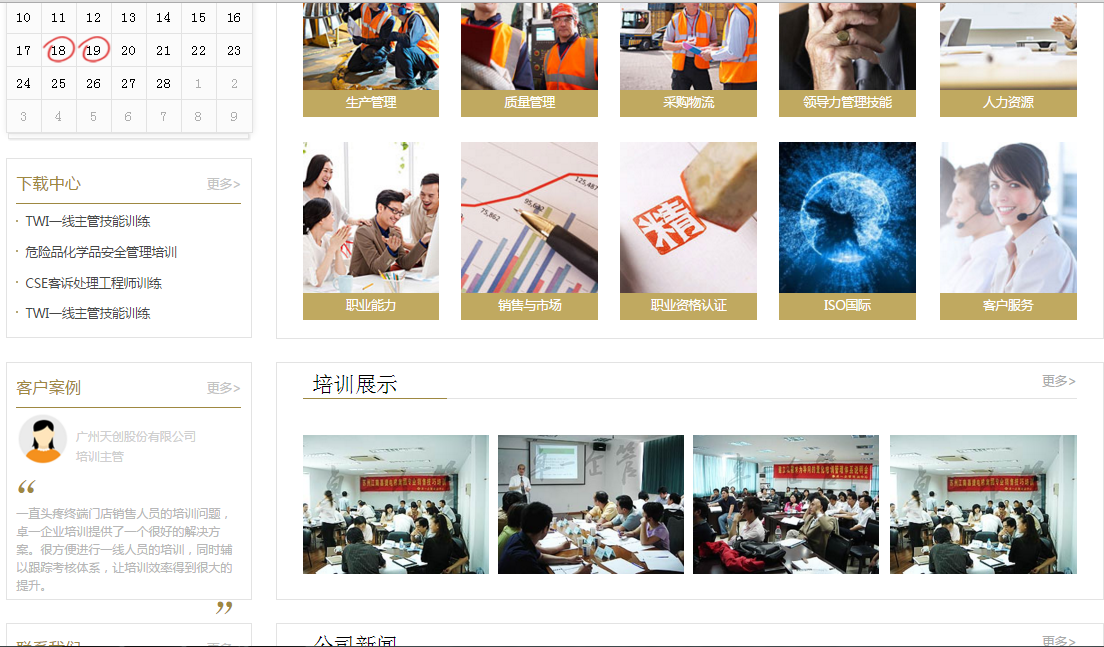 10 11 12 13 14 15 16
17 18 19 20 21 22 23
24 25 26 27 28 1 2
3 4 5 6 7 8 9
下载中心 更多>
· TWI一线主管技能训练
· 危险品化学品安全管理培训
· CSE客诉处理工程师训练
· TWI一线主管技能训练
客户案例 更多>
广州天创股份有限公司
培训主管
“
一直头疼终端门店销售人员的培训问题，
卓一企业培训提供了一个很好的解决方
案。很方便进行一线人员的培训，同时辅
以跟踪考核体系，让培训效率得到很大的
提升。
”
联系我们 更多>
生产管理 质量管理 采购物流 领导力管理技能 人力资源
75,862 95,682 125,487
精
职业能力 销售与市场 职业资格认证 ISO国际 客户服务
培训展示 更多>
公司新闻 更多>